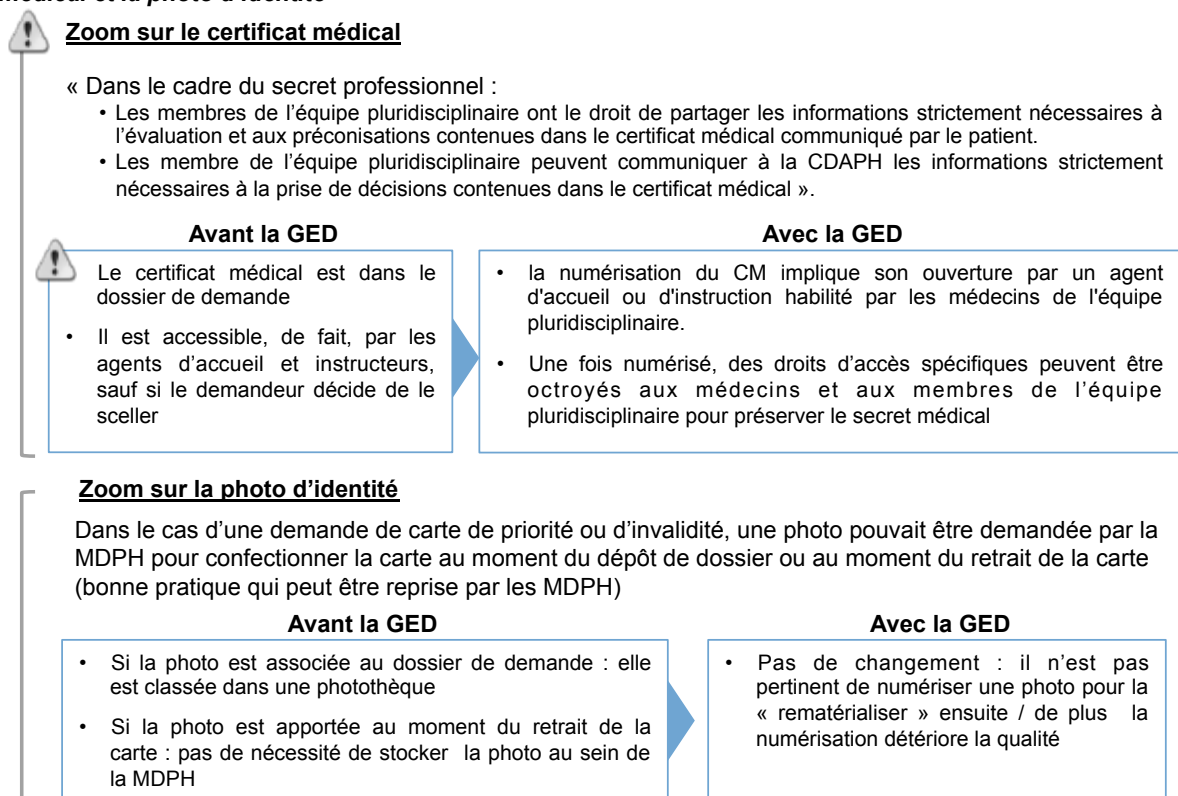 médical et la photo d'identité
Zoom sur le certificat médical
« Dans le cadre du secret professionnel :
• Les membres de l'équipe pluridisciplinaire ont le droit de partager les informations strictement nécessaires à
l'évaluation et aux préconisations contenues dans le certificat médical communiqué par le patient.
• Les membre de l'équipe pluridisciplinaire peuvent communiquer à la CDAPH les informations strictement
nécessaires à la prise de décisions contenues dans le certificat médical ».
Avant la GED
Le certificat médical est dans le
dossier de demande
• Il est accessible, de fait, par les
agents d'accueil et instructeurs,
sauf si le demandeur décide de le
sceller
Avec la GED
• la numérisation du CM implique son ouverture par un agent
d'accueil ou d'instruction habilité par les médecins de l'équipe
pluridisciplinaire.
• Une fois numérisé, des droits d'accès spécifiques peuvent être
octroyés aux médecins et aux membres de l'équipe
pluridisciplinaire pour préserver le secret médical
Zoom sur la photo d'identité
Dans le cas d'une demande de carte de priorité ou d'invalidité, une photo pouvait être demandée par la
MDPH pour confectionner la carte au moment du dépôt de dossier ou au moment du retrait de la carte
(bonne pratique qui peut être reprise par les MDPH)
Avant la GED
• Si la photo est associée au dossier de demande : elle
est classée dans une photothèque
• Si la photo est apportée au moment du retrait de la
carte : pas de nécessité de stocker la photo au sein de
la MDPH
Avec la GED
• Pas de changement : il n'est pas
pertinent de numériser une photo pour la
« rematérialiser » ensuite / de plus la
numérisation détériore la qualité